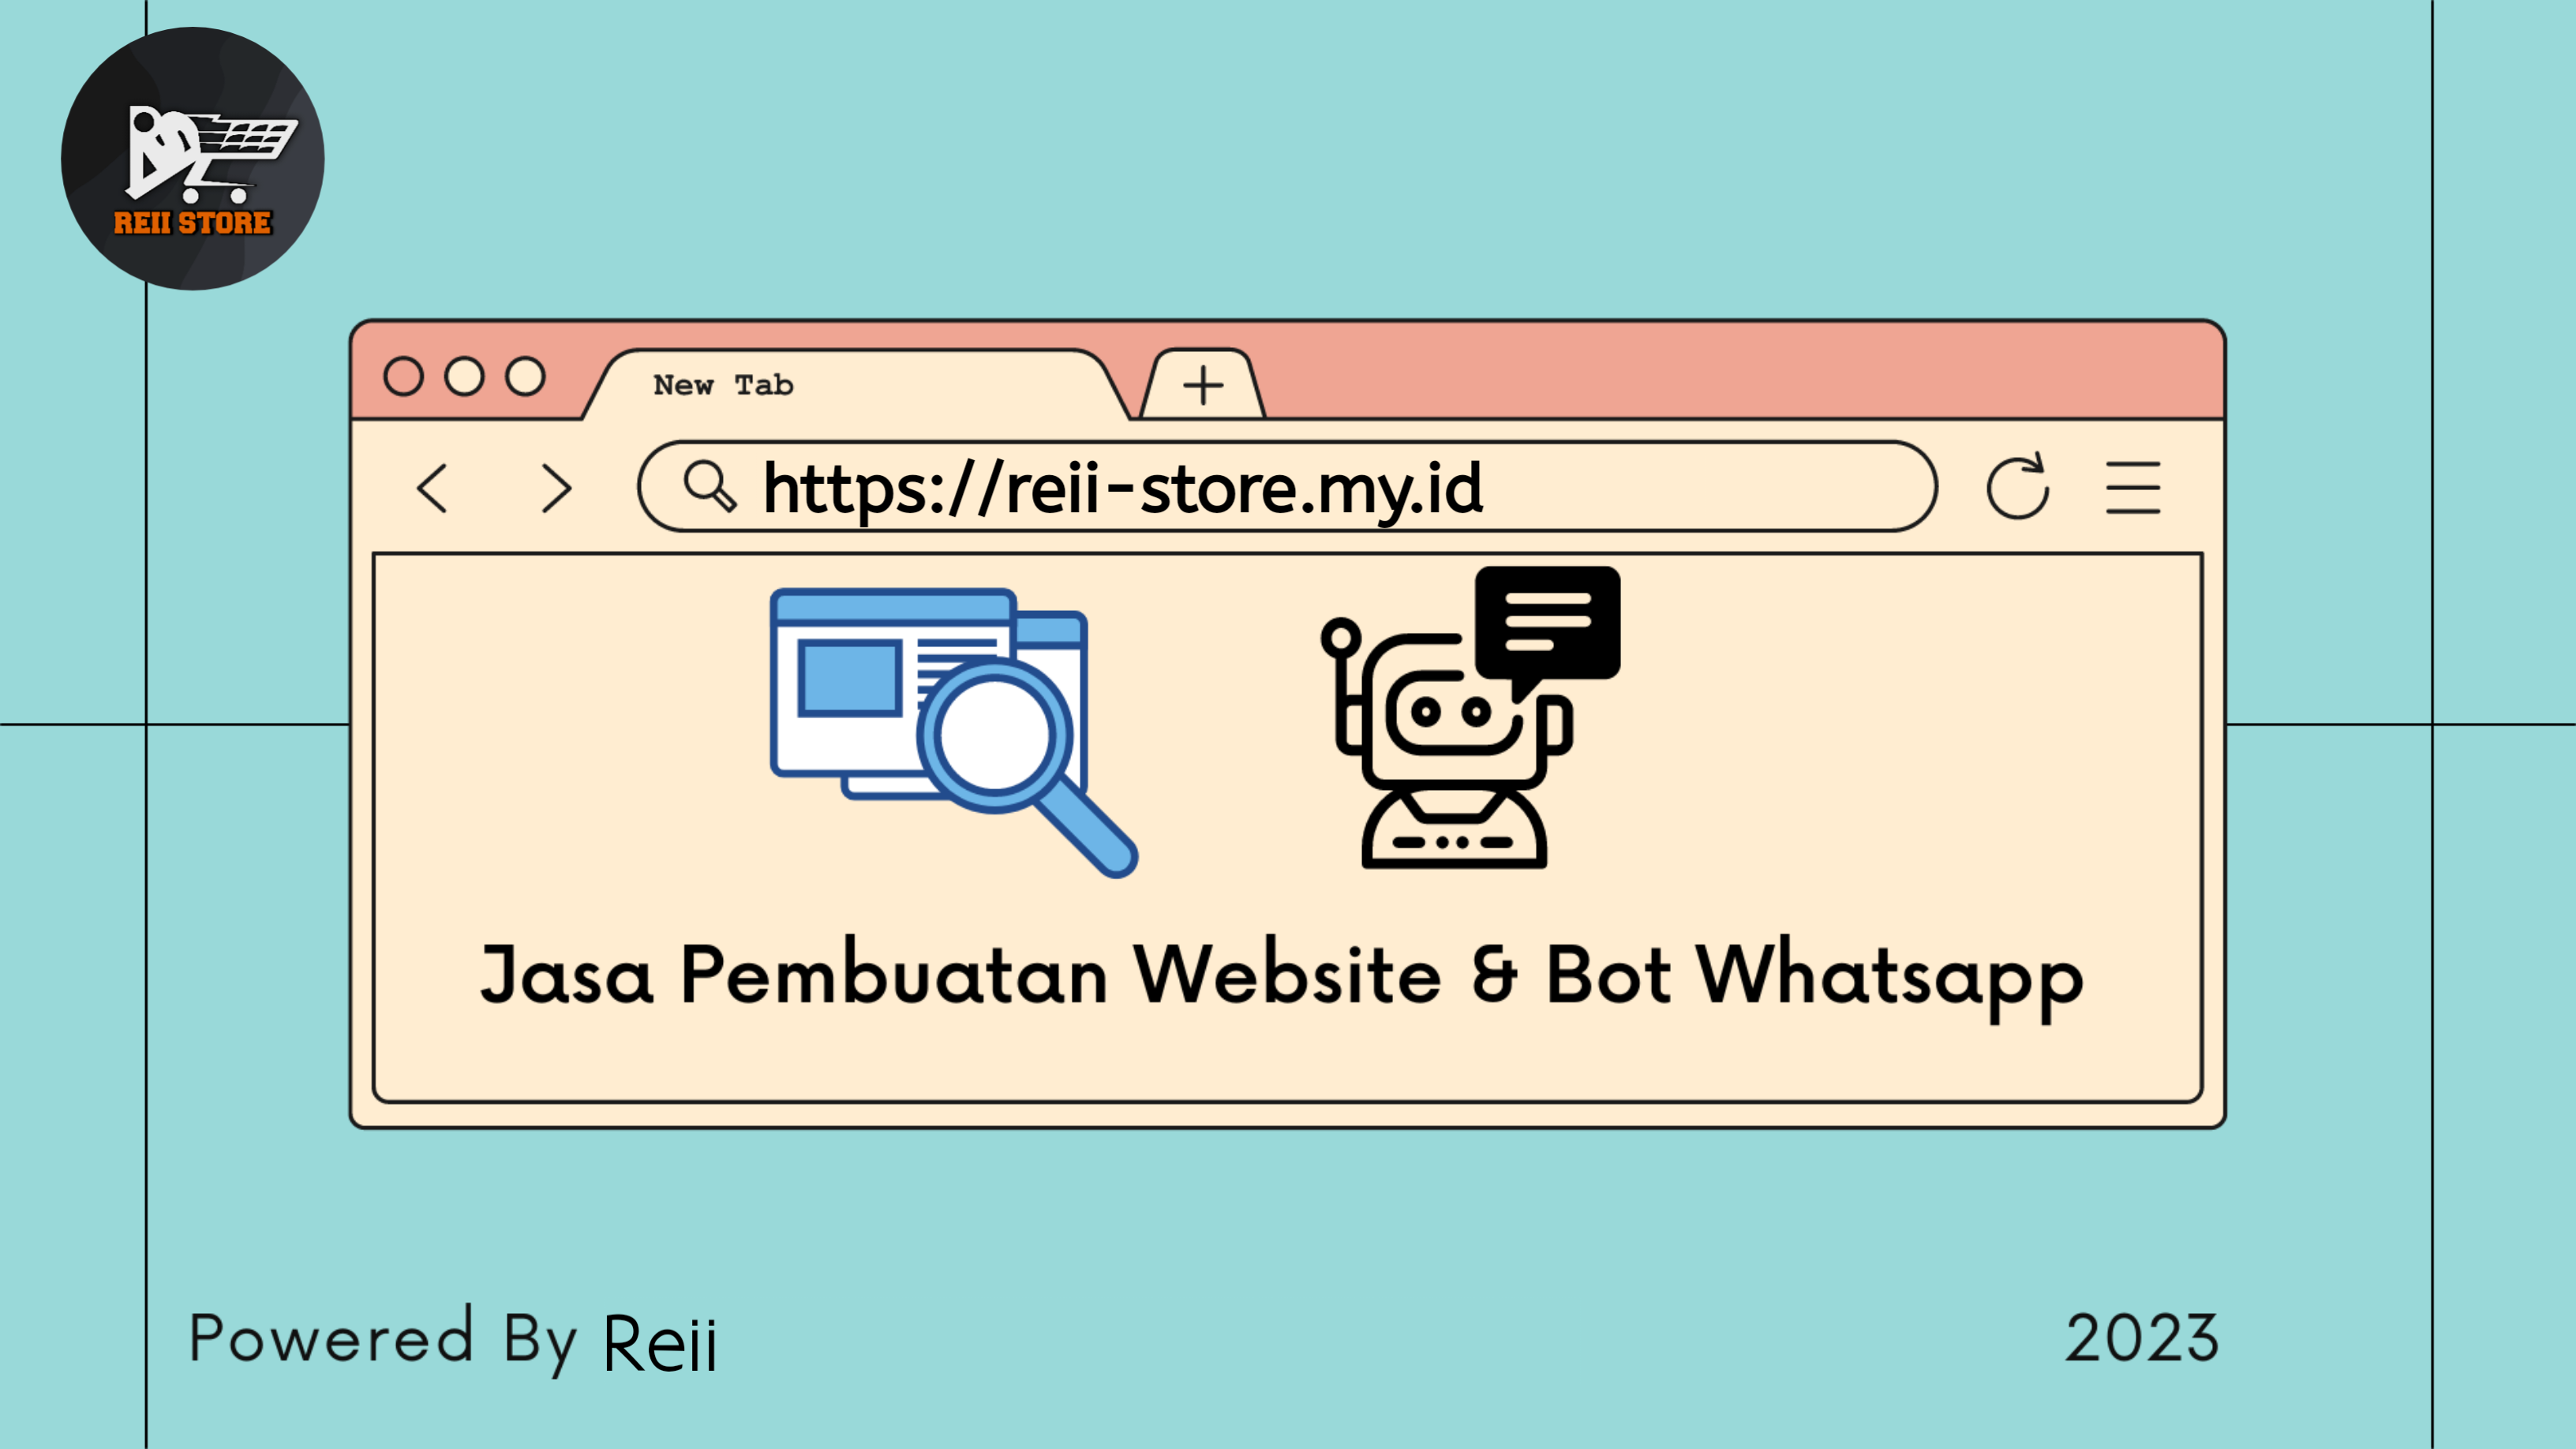 REII STORE
New Tab
https://reii-store.my.id
Jasa Pembuatan Website & Bot Whatsapp
Powered By Reii
2023